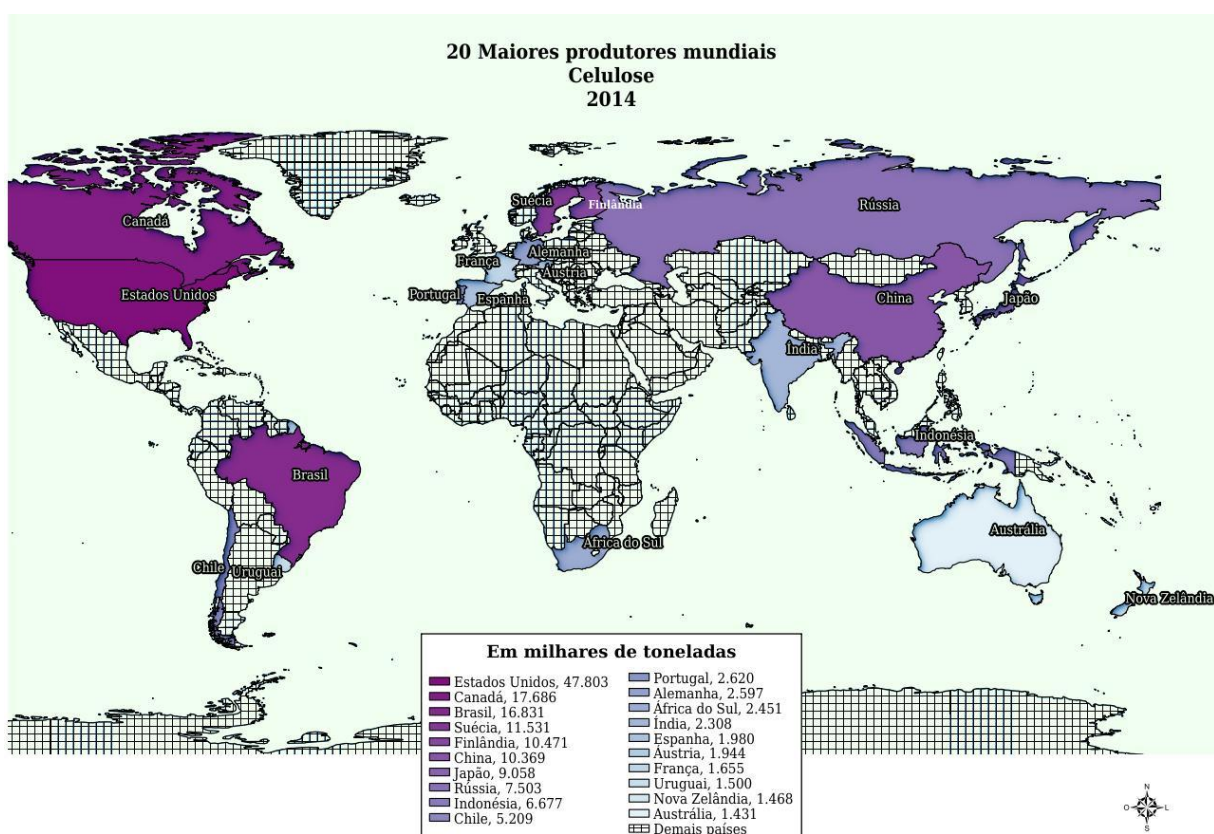 20 Maiores produtores mundiais
Celulose
2014
Canadá
Estados Unidos
Brasil
Chile
Uruguai
Suécia
Finlândia
Rússia
França
Alemanha
Áustria
Portugal
Espanha
China
Japão
Índia
Indonésia
África do Sul
Austrália
Nova Zelândia
Em milhares de toneladas
Estados Unidos, 47.803
Canadá, 17.686
Brasil, 16.831
Suécia, 11.531
Finlândia, 10.471
China, 10.369
Japão, 9.058
Rússia, 7.503
Indonésia, 6.677
Chile, 5.209
Portugal, 2.620
Alemanha, 2.597
África do Sul, 2.451
Índia, 2.308
Espanha, 1.980
Áustria, 1.944
França, 1.655
Uruguai, 1.500
Nova Zelândia, 1.468
Austrália, 1.431
Demais países
N
O
L
S